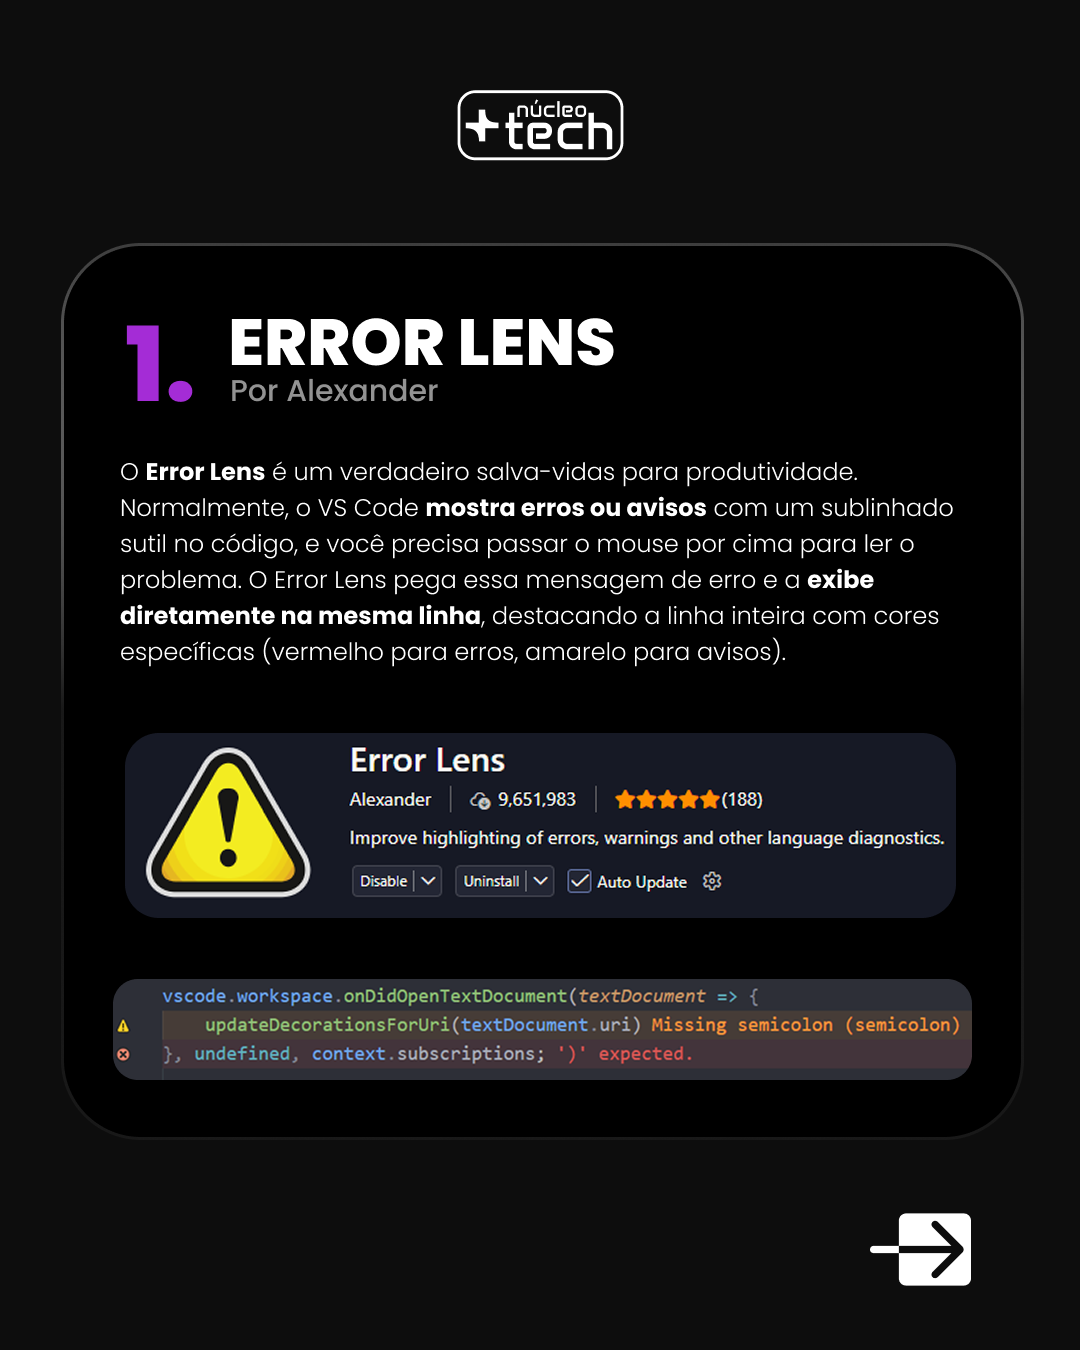 núcleo
tech
1.
ERROR LENS
Por Alexander
O Error Lens é um verdadeiro salva-vidas para produtividade.
Normalmente, o VS Code mostra erros ou avisos com um sublinhado
sutil no código, e você precisa passar o mouse por cima para ler o
problema. O Error Lens pega essa mensagem de erro e a exibe
diretamente na mesma linha, destacando a linha inteira com cores
específicas (vermelho para erros, amarelo para avisos).
Error Lens
Alexander 9,651,983 (188)
Improve highlighting of errors, warnings and other language diagnostics.
Disable Uninstall Auto Update
vscode.workspace.onDidOpenTextDocument(textDocument => {
updateDecorationsForUri(textDocument.uri) Missing semicolon (semicolon)
}, undefined, context.subscriptions; ')' expected.